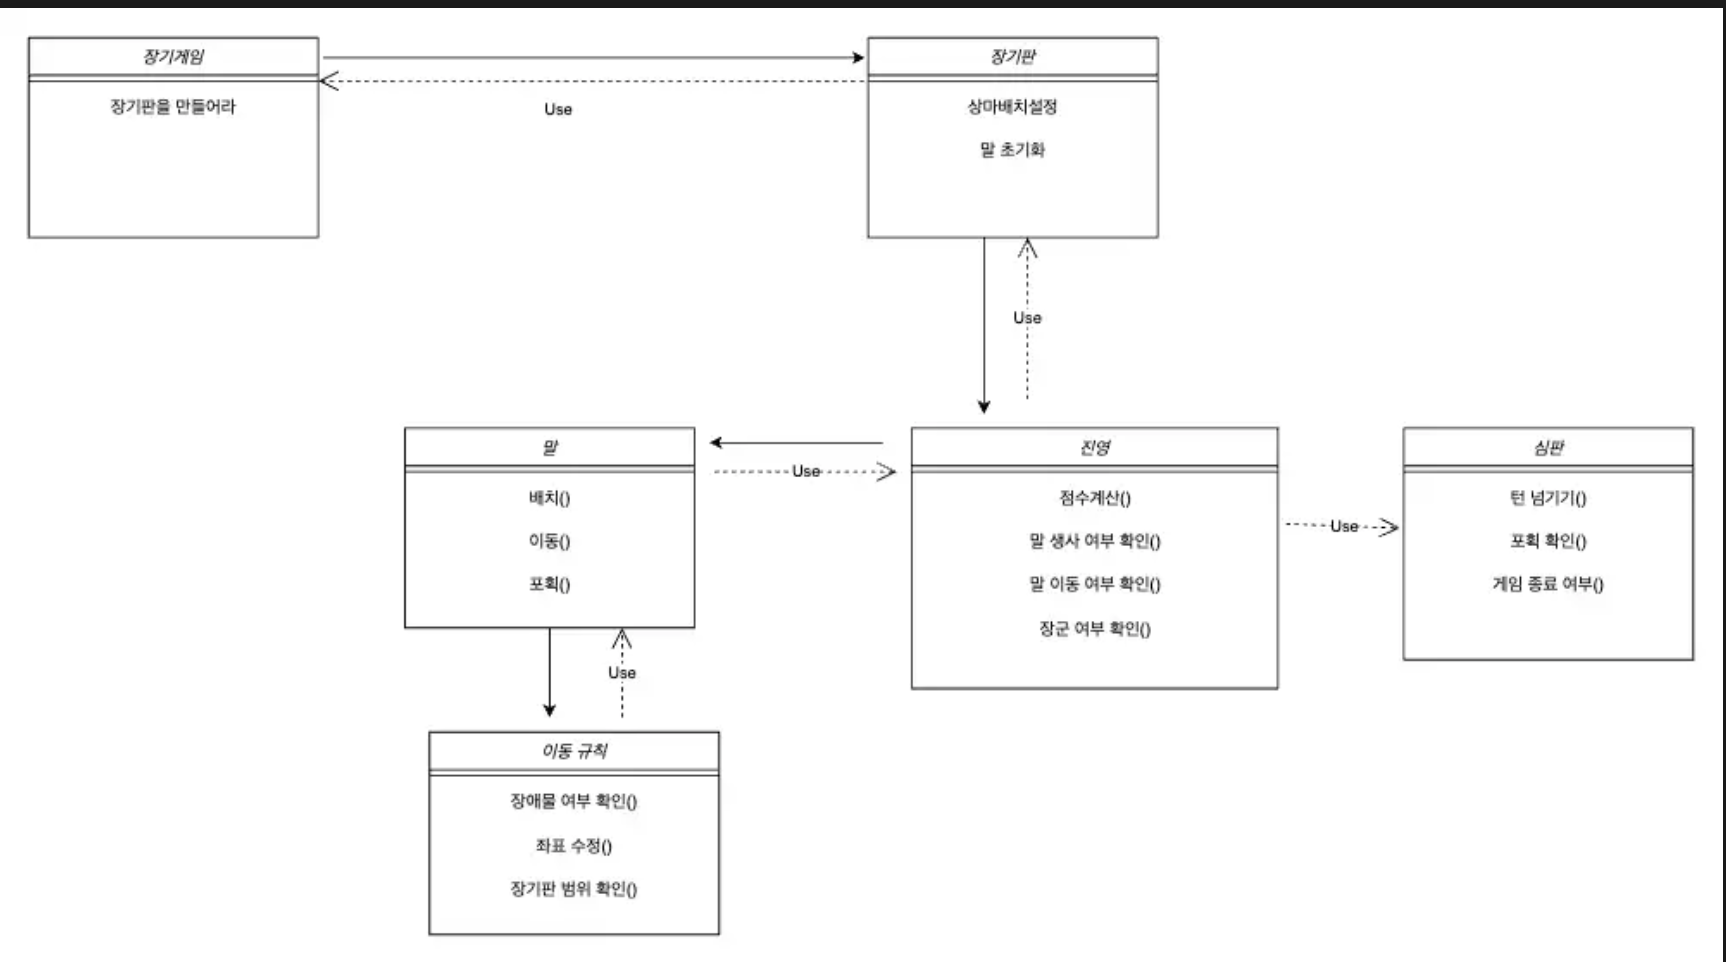 장기게임
장기판을 만들어라
Use
장기판
상마배치설정
말 초기화
Use
말
배치()
이동()
포획()
Use
진영
점수계산()
말 생사 여부 확인()
말 이동 여부 확인()
장군 여부 확인()
Use
심판
턴 넘기기()
포획 확인()
게임 종료 여부()
Use
이동 규칙
장애물 여부 확인()
좌표 수정()
장기판 범위 확인()